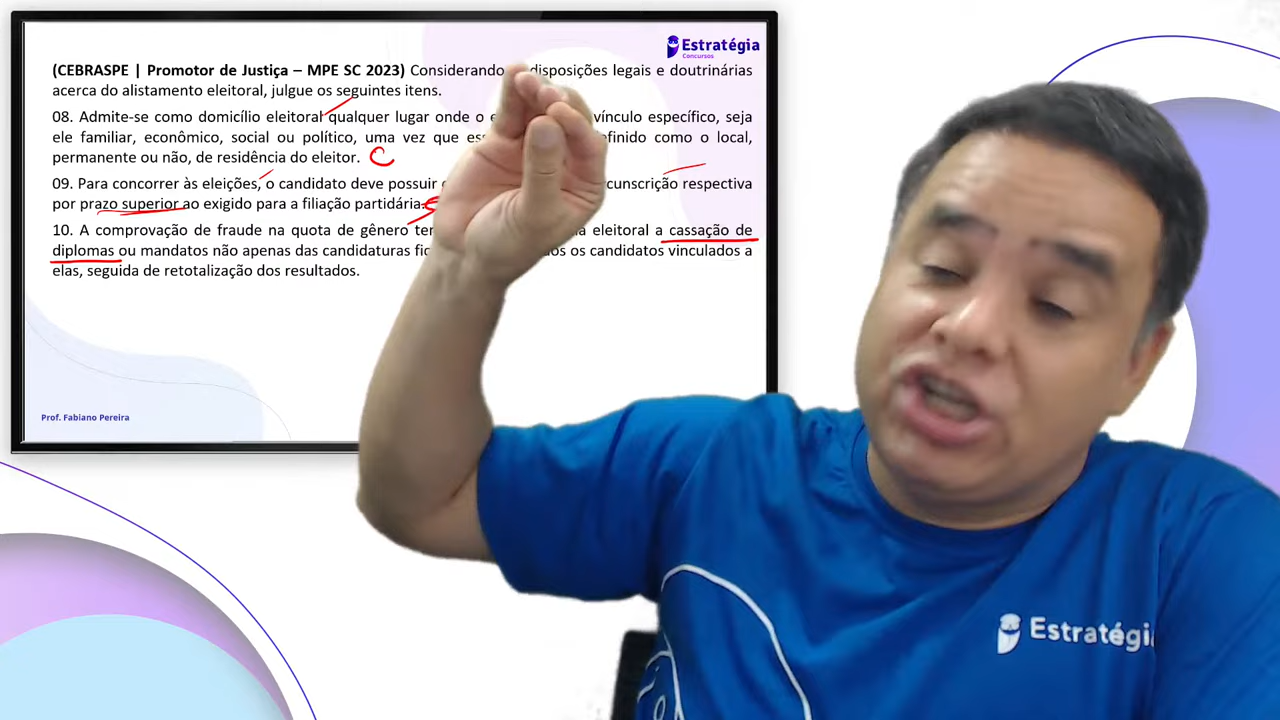 Estratégia
Concursos
(CEBRASPE | Promotor de Justiça – MPE SC 2023) Considerando disposições legais e doutrinárias
acerca do alistamento eleitoral, julgue os seguintes itens.
08. Admite-se como domicílio eleitoral qualquer lugar onde o vínculo específico, seja
ele familiar, econômico, social ou político, uma vez que como o local,
permanente ou não, de residência do eleitor. C
09. Para concorrer às eleições, o candidato deve possuir respectiva
por prazo superior ao exigido para a filiação partidária.
10. A comprovação de fraude na quota de gênero eleitoral a cassação de
diplomas ou mandatos não apenas das candidaturas os candidatos vinculados a
elas, seguida de retotalização dos resultados.
Prof. Fabiano Pereira
Estratégi